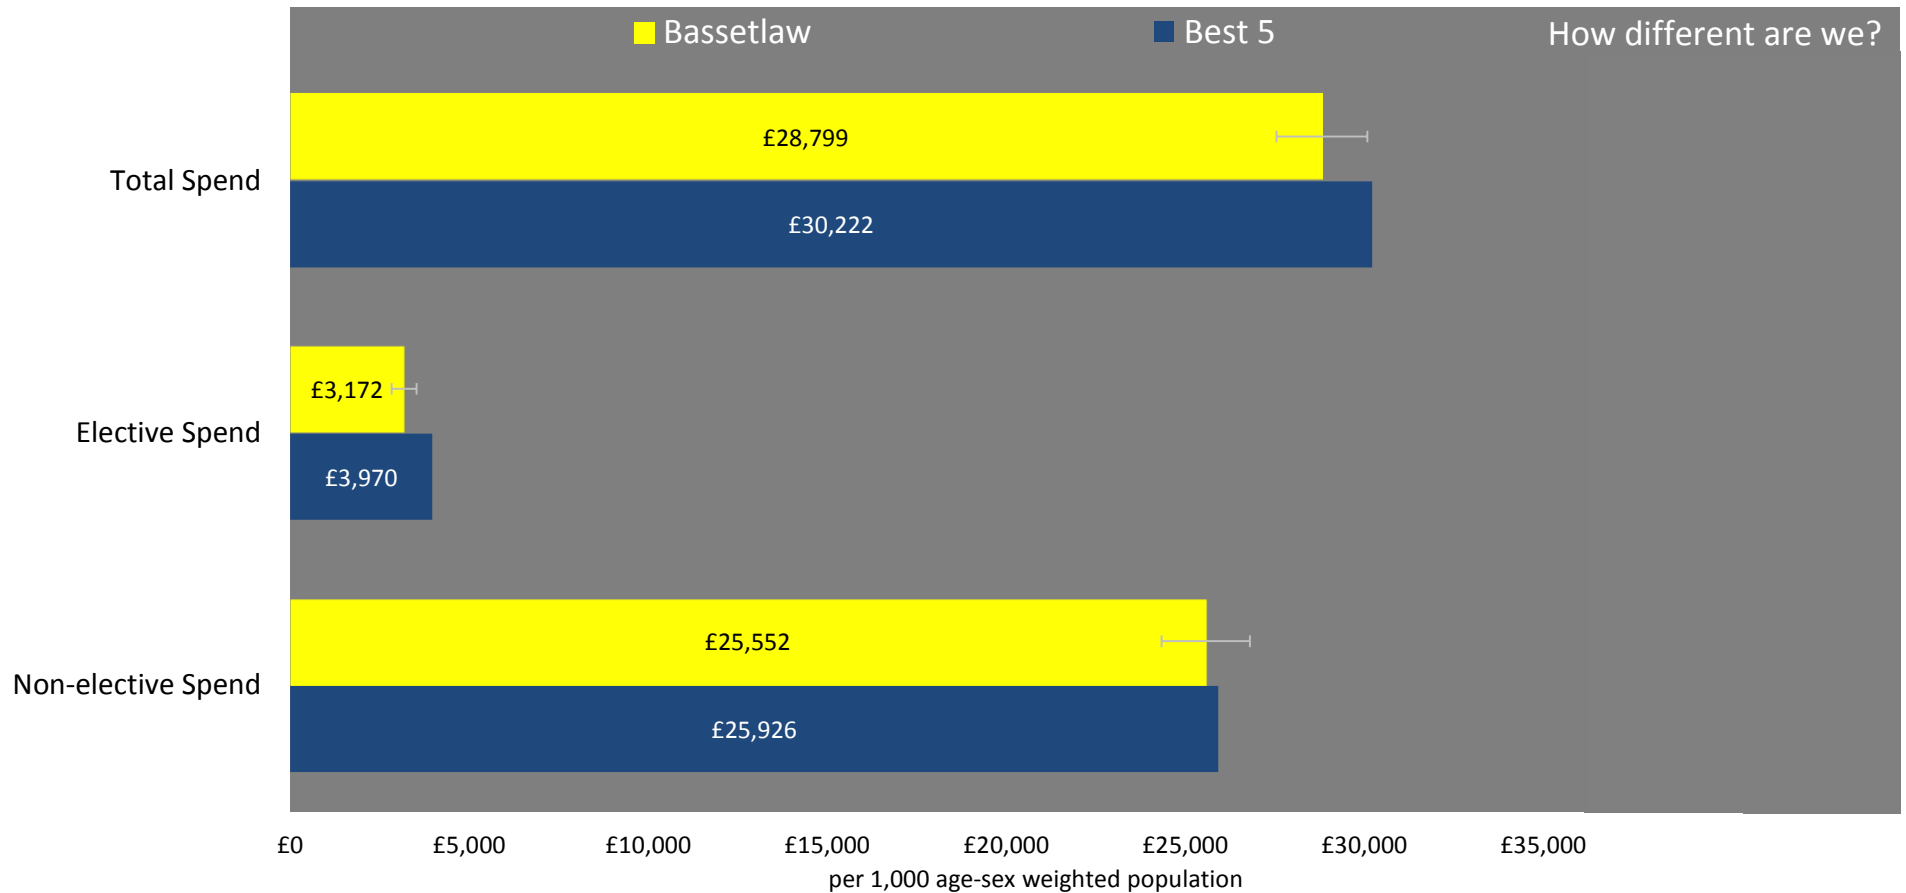 Bassetlaw
Best 5
How different are we?
Total Spend
£28,799
£30,222
Elective Spend
£3,172
£3,970
Non-elective Spend
£25,552
£25,926
£0 £5,000 £10,000 £15,000 £20,000 £25,000 £30,000 £35,000
per 1,000 age-sex weighted population